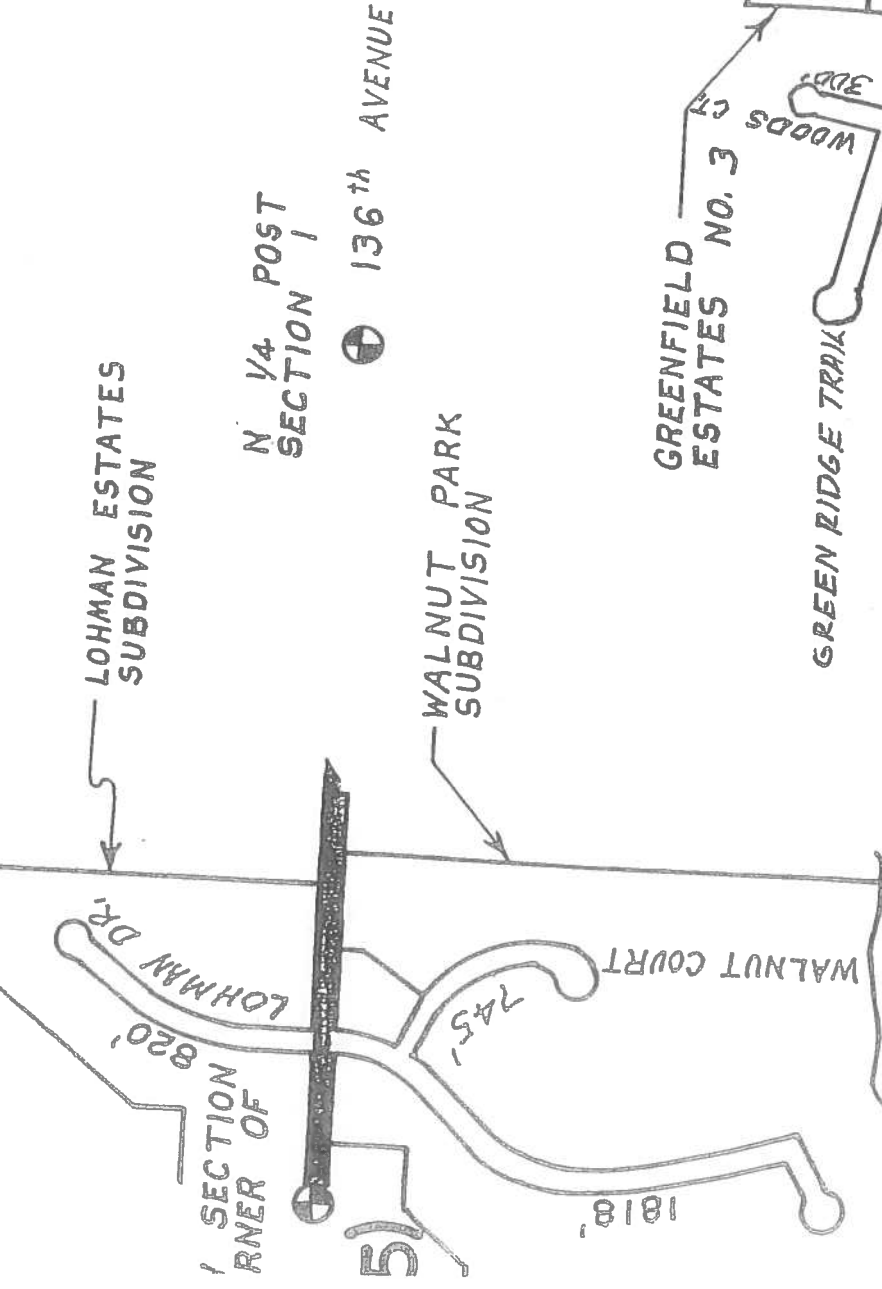 LOHMAN ESTATES
SUBDIVISION
N 1/4 POST
SECTION 1
136th AVENUE
WALNUT PARK
SUBDIVISION
GREENFIELD
ESTATES NO. 3
WOODS CT.
300'
GREEN RIDGE TRAIL
LOHMAN DR.
820'
SECTION
RNER OF
745'
WALNUT COURT
1818'
5)